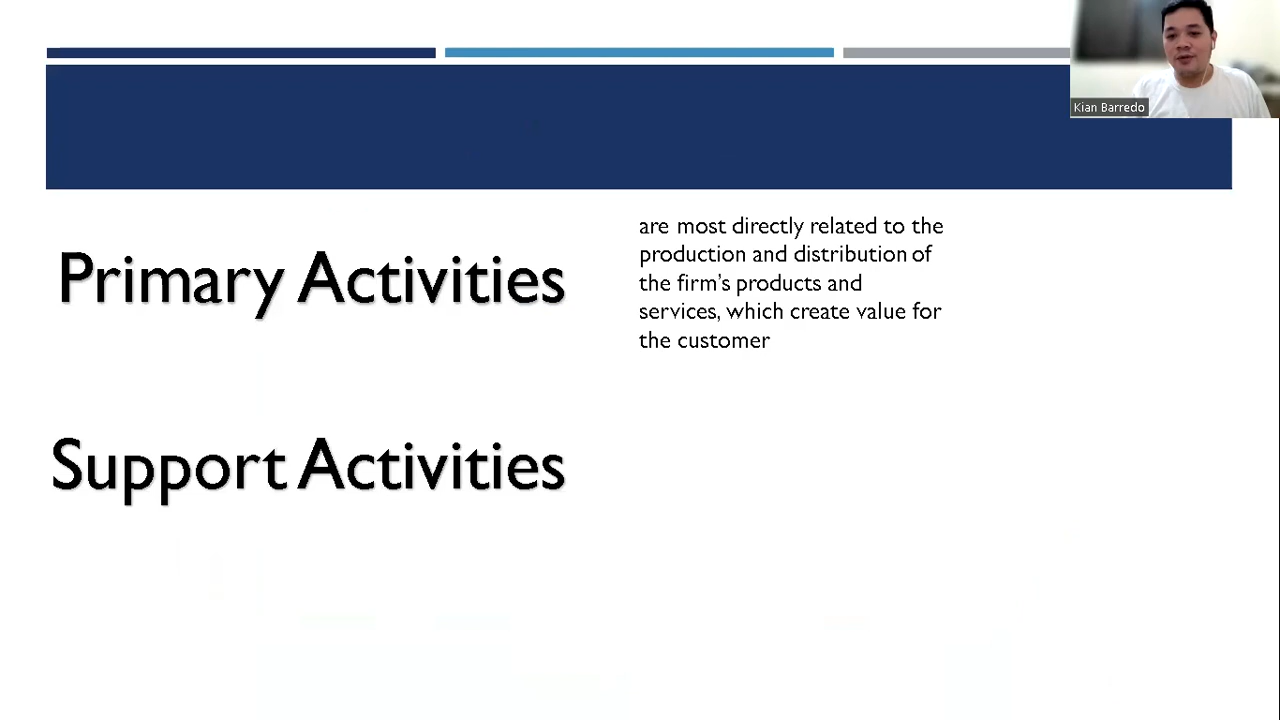 Kian Barredo
Primary Activities
are most directly related to the
production and distribution of
the firm's products and
services, which create value for
the customer
Support Activities